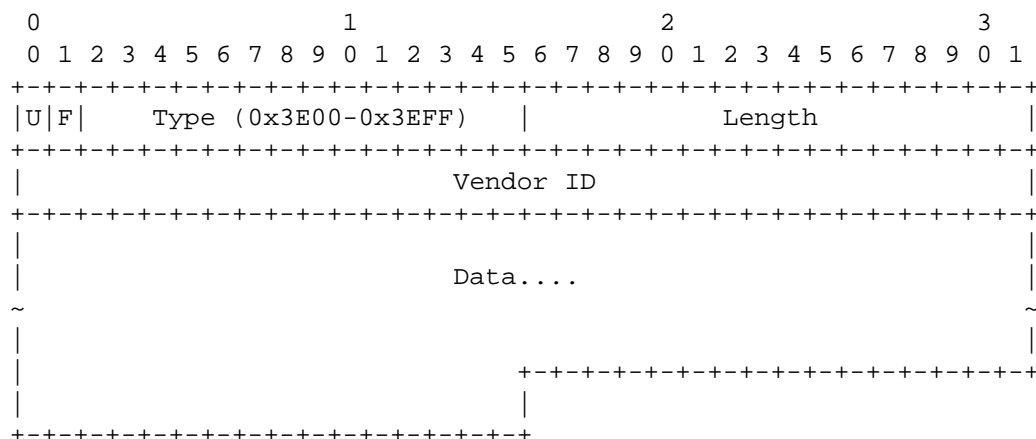 0                   1                   2                   3
 0 1 2 3 4 5 6 7 8 9 0 1 2 3 4 5 6 7 8 9 0 1 2 3 4 5 6 7 8 9 0 1
+-+-+-+-+-+-+-+-+-+-+-+-+-+-+-+-+-+-+-+-+-+-+-+-+-+-+-+-+-+-+-+-+
|U|F|    Type (0x3E00-0x3EFF)   |            Length             |
+-+-+-+-+-+-+-+-+-+-+-+-+-+-+-+-+-+-+-+-+-+-+-+-+-+-+-+-+-+-+-+-+
|                           Vendor ID                           |
+-+-+-+-+-+-+-+-+-+-+-+-+-+-+-+-+-+-+-+-+-+-+-+-+-+-+-+-+-+-+-+-+
|                                                               |
|                           Data....                            |
~                                                               ~
|                                                               |
|                               +-+-+-+-+-+-+-+-+-+-+-+-+-+-+-+-+
|                               |
+-+-+-+-+-+-+-+-+-+-+-+-+-+-+-+-+